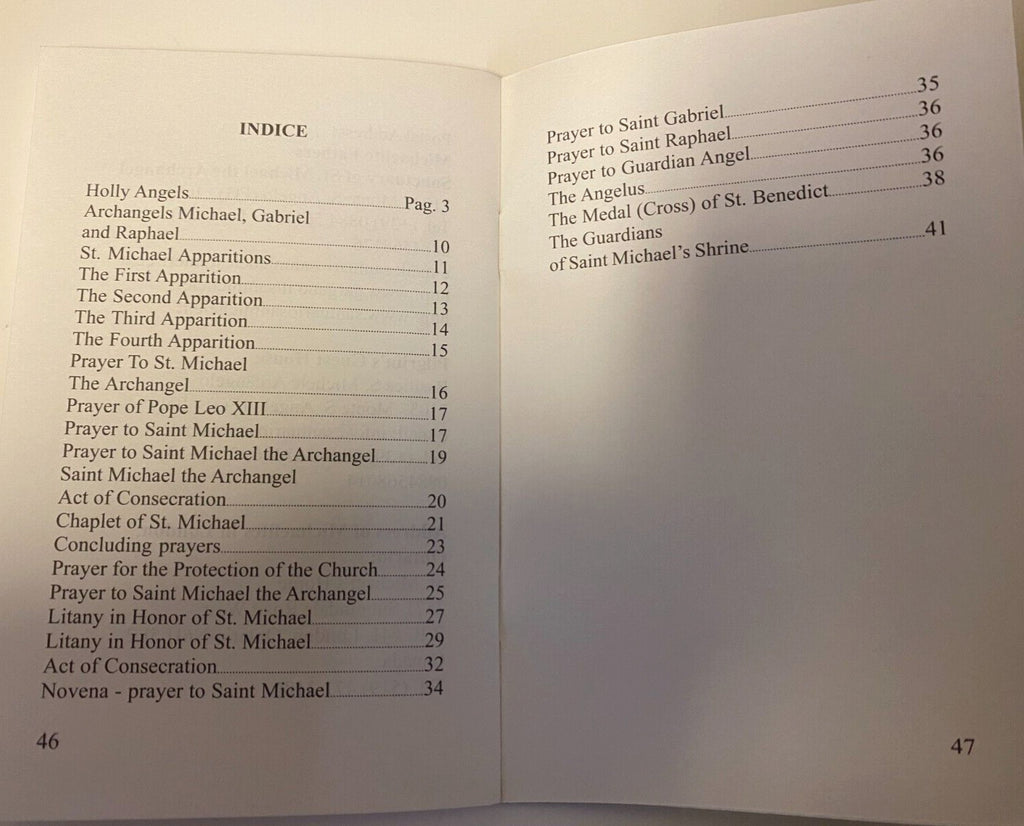 INDICE
Holly Angels Pag. 3
Archangels Michael, Gabriel
and Raphael 10
St. Michael Apparitions 11
The First Apparition 12
The Second Apparition 13
The Third Apparition 14
The Fourth Apparition 15
Prayer To St. Michael
The Archangel 16
Prayer of Pope Leo XIII 17
Prayer to Saint Michael 17
Prayer to Saint Michael the Archangel 19
Saint Michael the Archangel
Act of Consecration 20
Chaplet of St. Michael 21
Concluding prayers 23
Prayer for the Protection of the Church 24
Prayer to Saint Michael the Archangel 25
Litany in Honor of St. Michael 27
Litany in Honor of St. Michael 29
Act of Consecration 32
Novena - prayer to Saint Michael 34
46
Prayer to Saint Gabriel 35
Prayer to Saint Raphael 36
Prayer to Guardian Angel 36
The Angelus 36
The Medal (Cross) of St. Benedict 38
The Guardians
of Saint Michael's Shrine 41
47